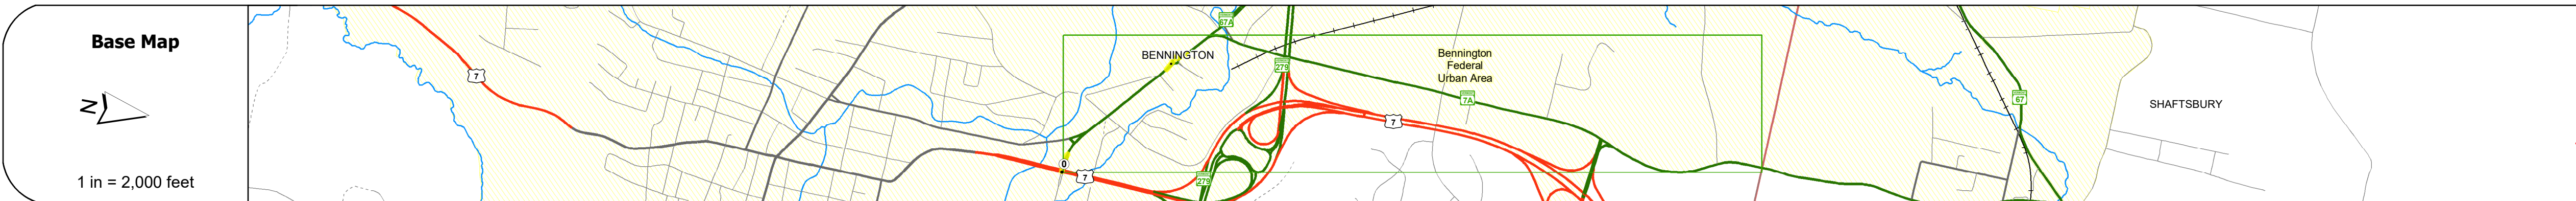 Base Map
N
1 in = 2,000 feet
7
BENNINGTON
67A
279
Bennington
Federal
Urban Area
7A
7
0
7
279
67
SHAFTSBURY